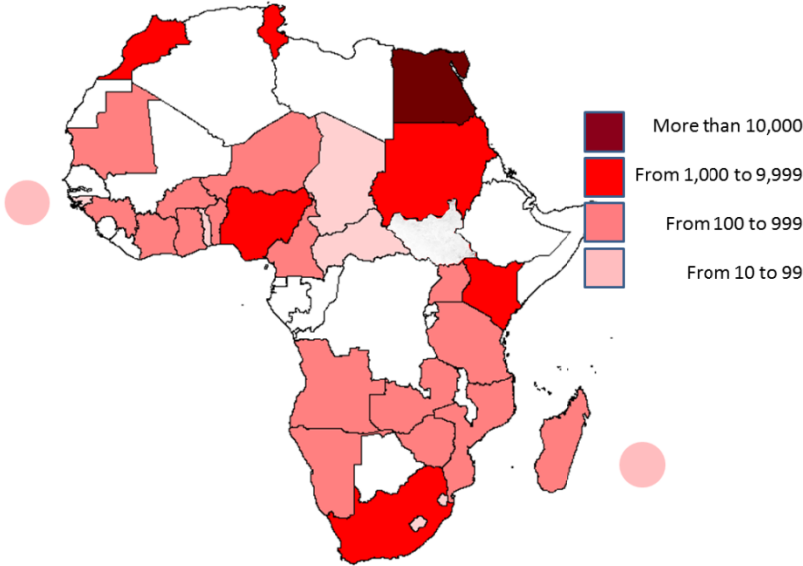 More than 10,000
From 1,000 to 9,999
From 100 to 999
From 10 to 99